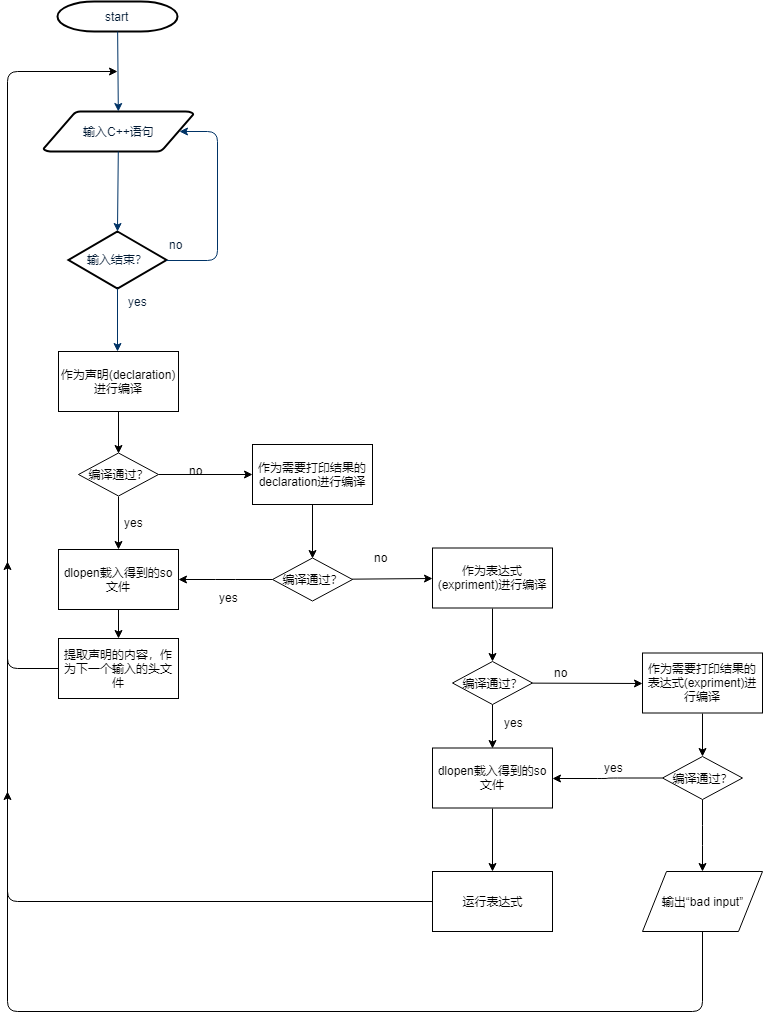 start
输入C++语句
输入结束？
no
yes
作为声明(declaration)
进行编译
编译通过？
no
作为需要打印结果的
declaration进行编译
yes
dlopen载入得到的so
文件
编译通过？
yes
no
作为表达式
(expriment)进行编译
提取声明的内容，作
为下一个输入的头文
件
编译通过？
no
作为需要打印结果的
表达式(expriment)进
行编译
yes
dlopen载入得到的so
文件
yes
编译通过？
运行表达式
输出“bad input”